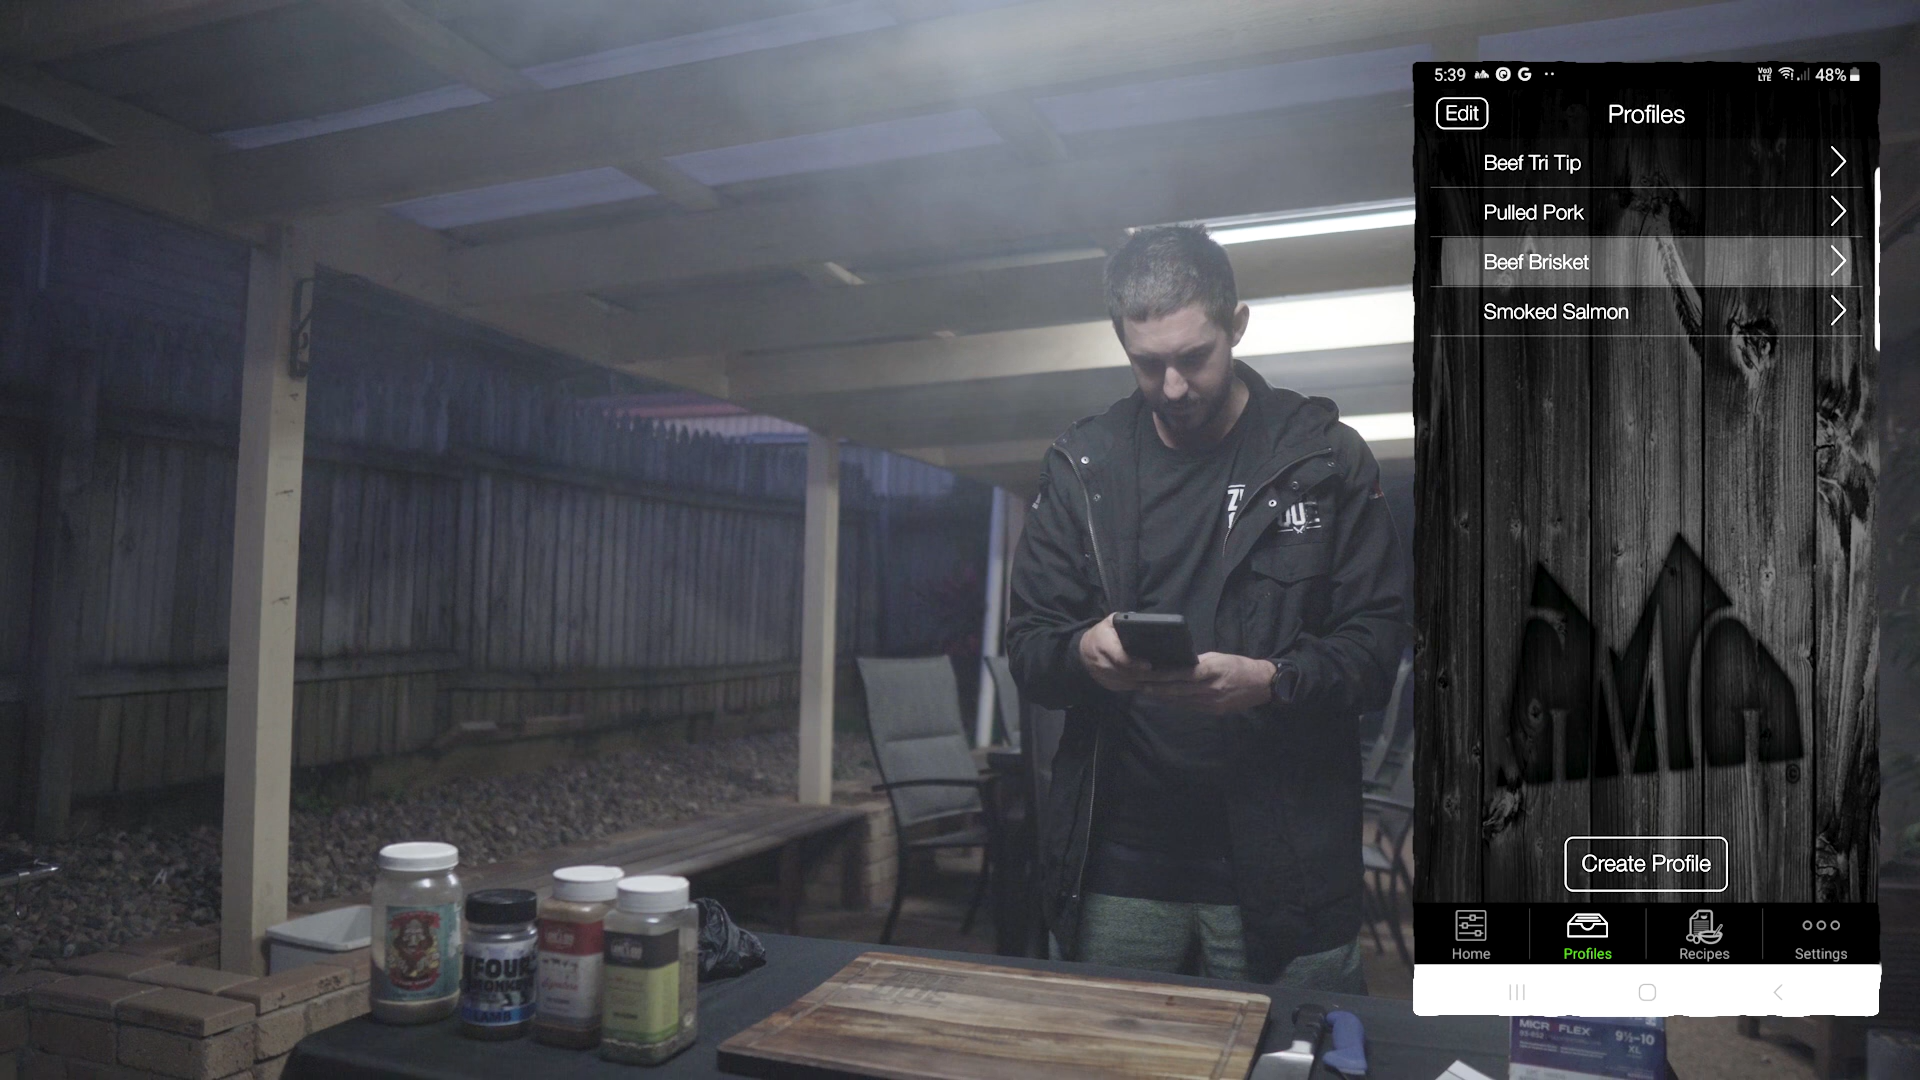 5:39
48%
Edit
Profiles
Beef Tri Tip
Pulled Pork
Beef Brisket
Smoked Salmon
Create Profile
Home
Profiles
Recipes
Settings
FOUR
LAMB
MICROFLEX
9½-10
XL